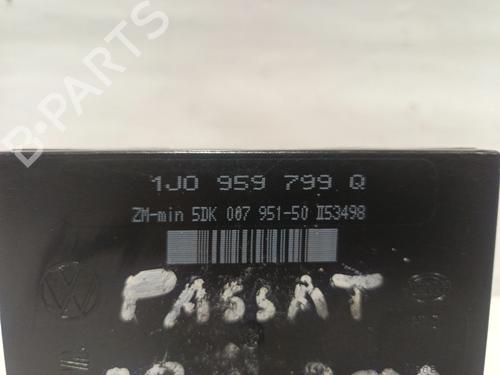 B-PARTS
1J0 959 799 Q
ZM-min 5DK 007 951-50 II53498
PASSAT